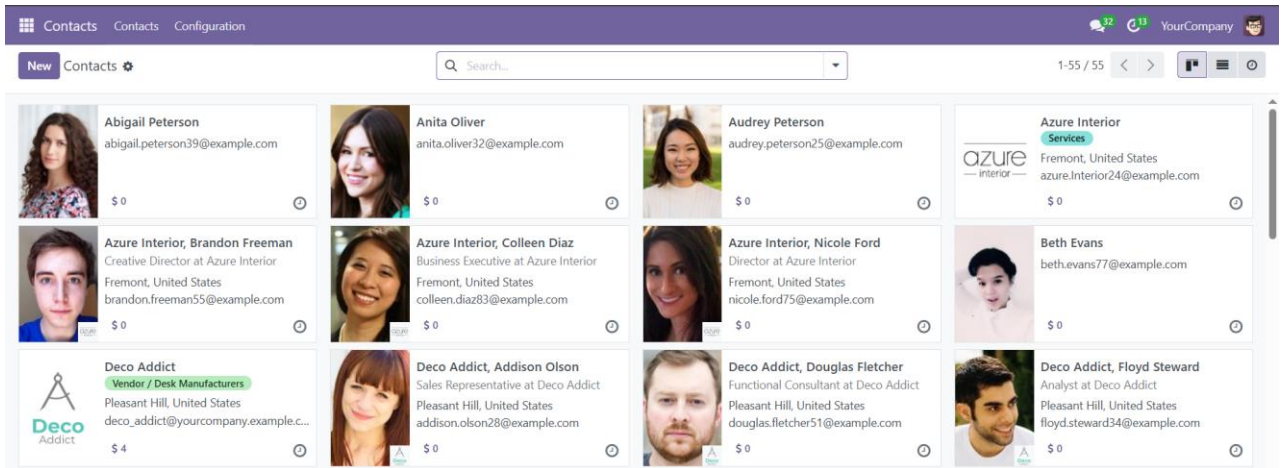 Contacts Contacts Configuration 32 13 YourCompany
New Contacts Search... 1-55 / 55
Abigail Peterson
abigail.peterson39@example.com
$ 0
Anita Oliver
anita.oliver32@example.com
$ 0
Audrey Peterson
audrey.peterson25@example.com
$ 0
azure
interior
Azure Interior
Services
Fremont, United States
azure.Interior24@example.com
$ 0
Azure Interior, Brandon Freeman
Creative Director at Azure Interior
Fremont, United States
brandon.freeman55@example.com
$ 0
azure
Azure Interior, Colleen Diaz
Business Executive at Azure Interior
Fremont, United States
colleen.diaz83@example.com
$ 0
azure
Azure Interior, Nicole Ford
Director at Azure Interior
Fremont, United States
nicole.ford75@example.com
$ 0
azure
Beth Evans
beth.evans77@example.com
$ 0
Deco
Addict
Deco Addict
Vendor / Desk Manufacturers
Pleasant Hill, United States
deco_addict@yourcompany.example.c...
$ 4
Deco Addict, Addison Olson
Sales Representative at Deco Addict
Pleasant Hill, United States
addison.olson28@example.com
$ 0
Deco Addict, Douglas Fletcher
Functional Consultant at Deco Addict
Pleasant Hill, United States
douglas.fletcher51@example.com
$ 0
Deco Addict, Floyd Steward
Analyst at Deco Addict
Pleasant Hill, United States
floyd.steward34@example.com
$ 0